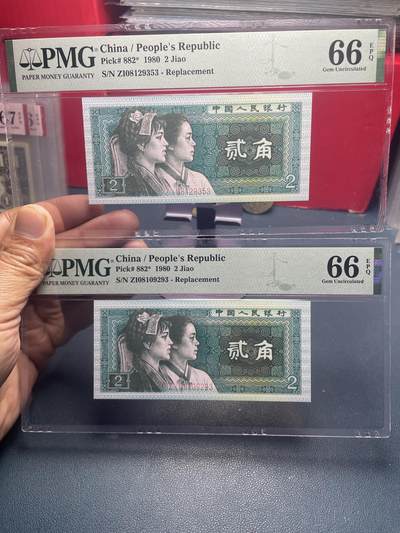 PMG
PAPER MONEY GUARANTY
China / People's Republic
Pick# 882* 1980 2 Jiao
S/N ZI08129353 - Replacement
66 EPQ
Gem Uncirculated
中国人民银行
贰角
2
2
PMG
PAPER MONEY GUARANTY
China / People's Republic
Pick# 882* 1980 2 Jiao
S/N ZI08109293 - Replacement
66 EPQ
Gem Uncirculated
中国人民银行
贰角
2
2